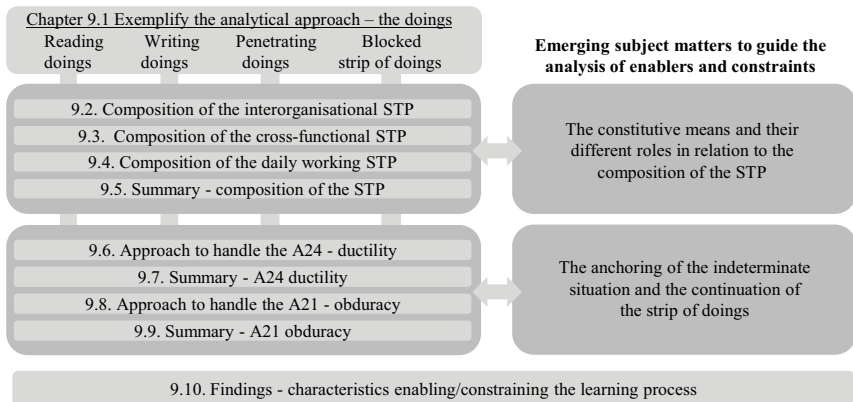 Chapter 9.1 Exemplify the analytical approach – the doings
Reading doings
Writing doings
Penetrating doings
Blocked strip of doings
Emerging subject matters to guide the
analysis of enablers and constraints
9.2. Composition of the interorganisational STP
9.3. Composition of the cross-functional STP
9.4. Composition of the daily working STP
9.5. Summary - composition of the STP
The constitutive means and their
different roles in relation to the
composition of the STP
9.6. Approach to handle the A24 - ductility
9.7. Summary - A24 ductility
9.8. Approach to handle the A21 - obduracy
9.9. Summary - A21 obduracy
The anchoring of the indeterminate
situation and the continuation of
the strip of doings
9.10. Findings - characteristics enabling/constraining the learning process